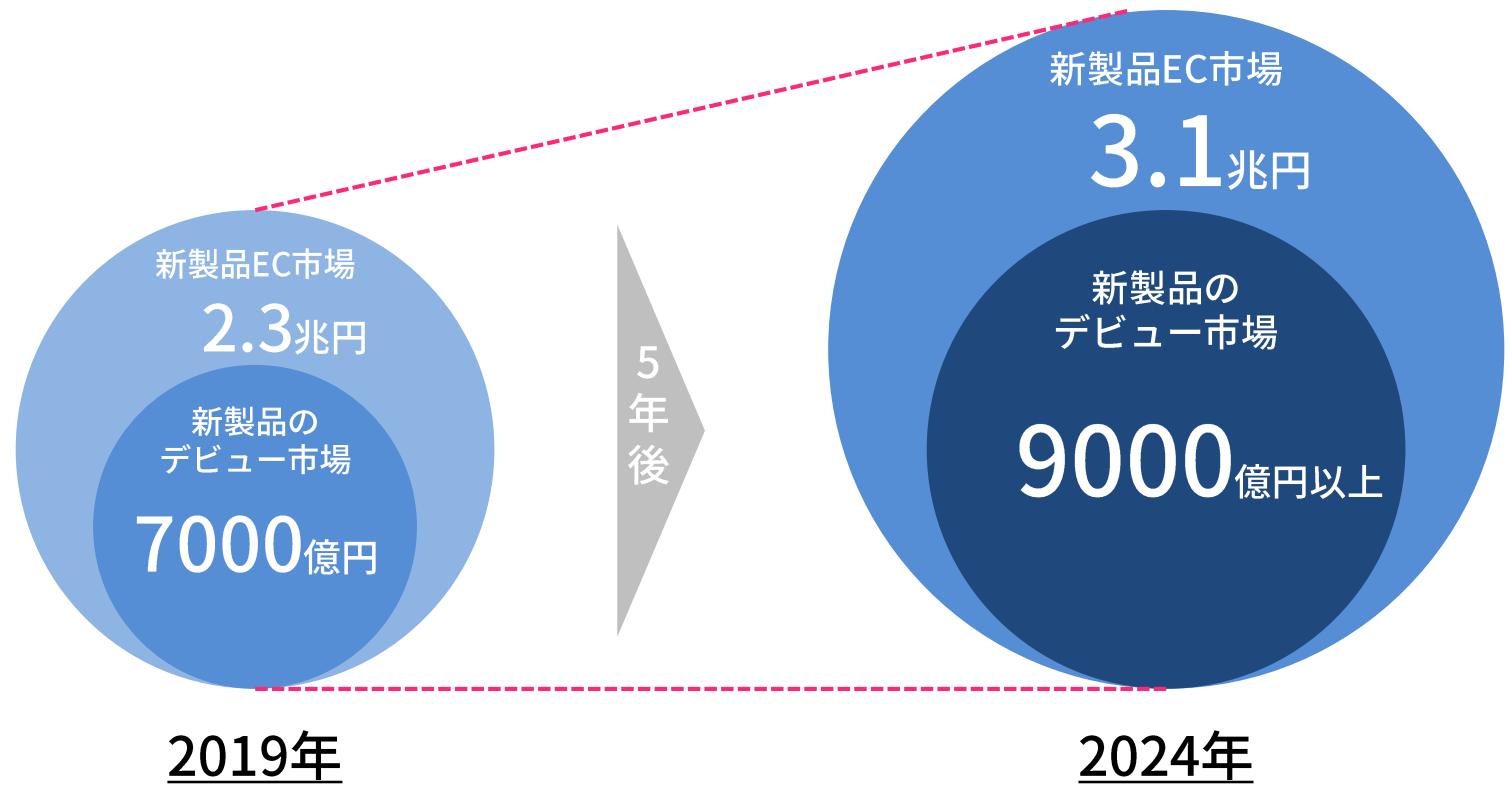 新製品EC市場
2.3兆円
新製品の
デビュー市場
7000億円
2019年
5年後
新製品EC市場
3.1兆円
新製品の
デビュー市場
9000億円以上
2024年